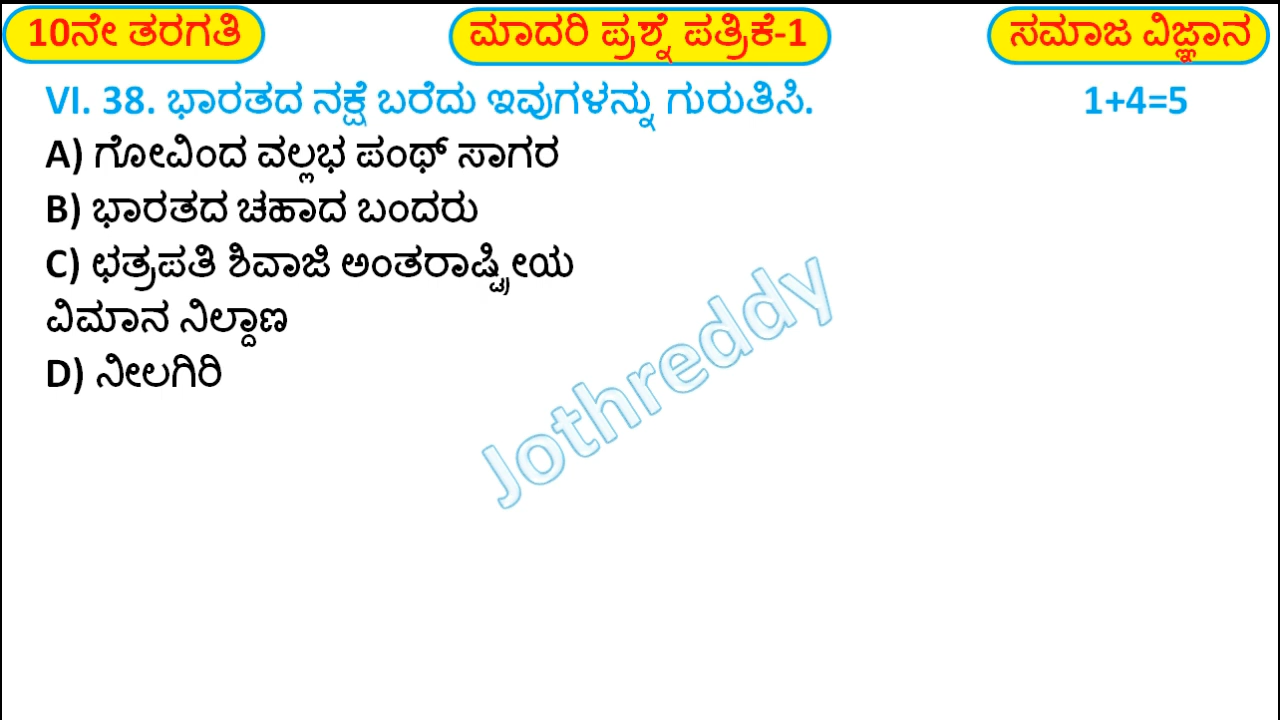 10ನೇ ತರಗತಿ
ಮಾದರಿ ಪ್ರಶ್ನೆ ಪತ್ರಿಕೆ-1
ಸಮಾಜ ವಿಜ್ಞಾನ
VI. 38. ಭಾರತದ ನಕ್ಷೆ ಬರೆದು ಇವುಗಳನ್ನು ಗುರುತಿಸಿ. 1+4=5
A) ಗೋವಿಂದ ವಲ್ಲಭ ಪಂಥ್ ಸಾಗರ
B) ಭಾರತದ ಚಹಾದ ಬಂದರು
C) ಛತ್ರಪತಿ ಶಿವಾಜಿ ಅಂತರಾಷ್ಟ್ರೀಯ
ವಿಮಾನ ನಿಲ್ದಾಣ
D) ನೀಲಗಿರಿ
Jothreddy